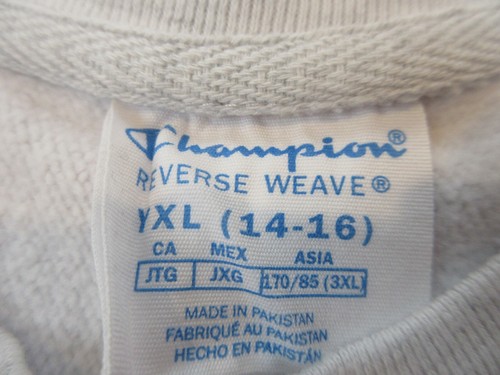 Champion®
REVERSE WEAVE®
YXL (14-16)
CA MEX ASIA
JTG JXG 170/85 (3XL)
MADE IN PAKISTAN
FABRIQUÉ AU PAKISTAN
HECHO EN PAKISTÁN